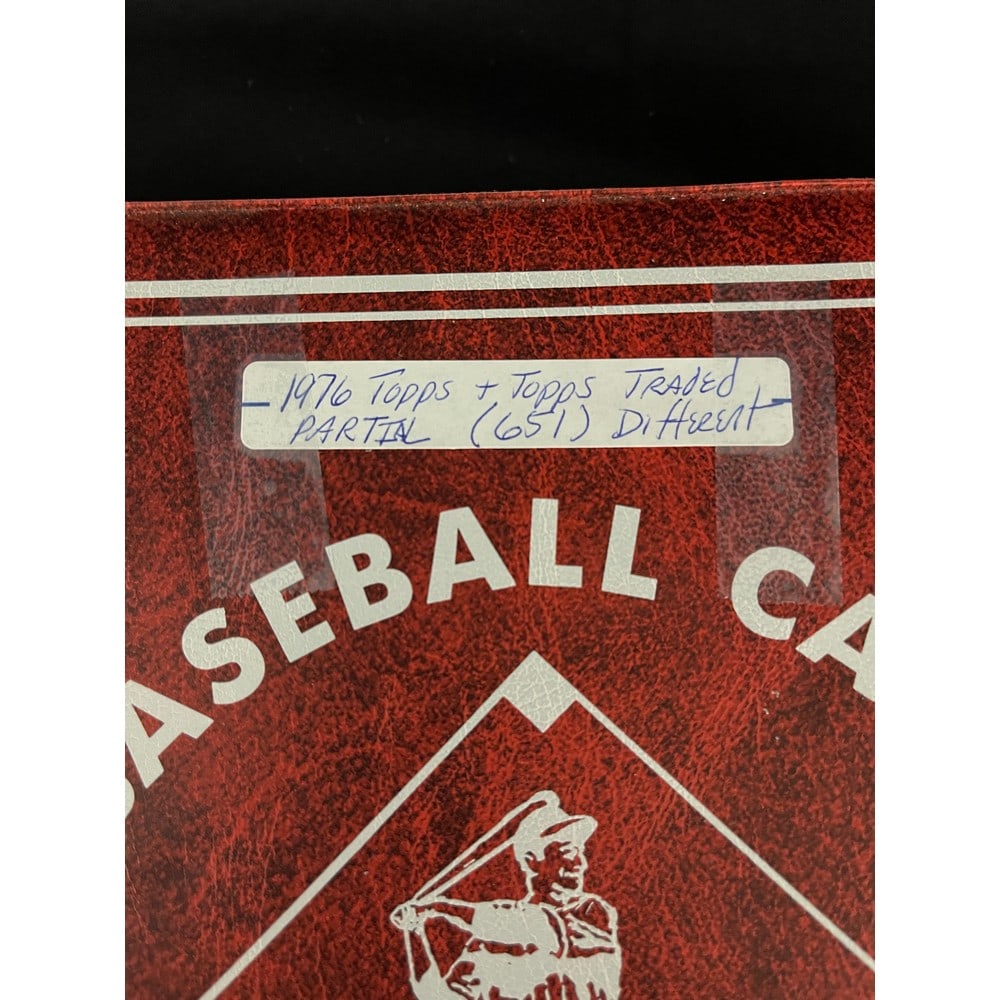 1976 Topps + Topps TRADED
PARTIAL (651) Different
BASEBALL CA